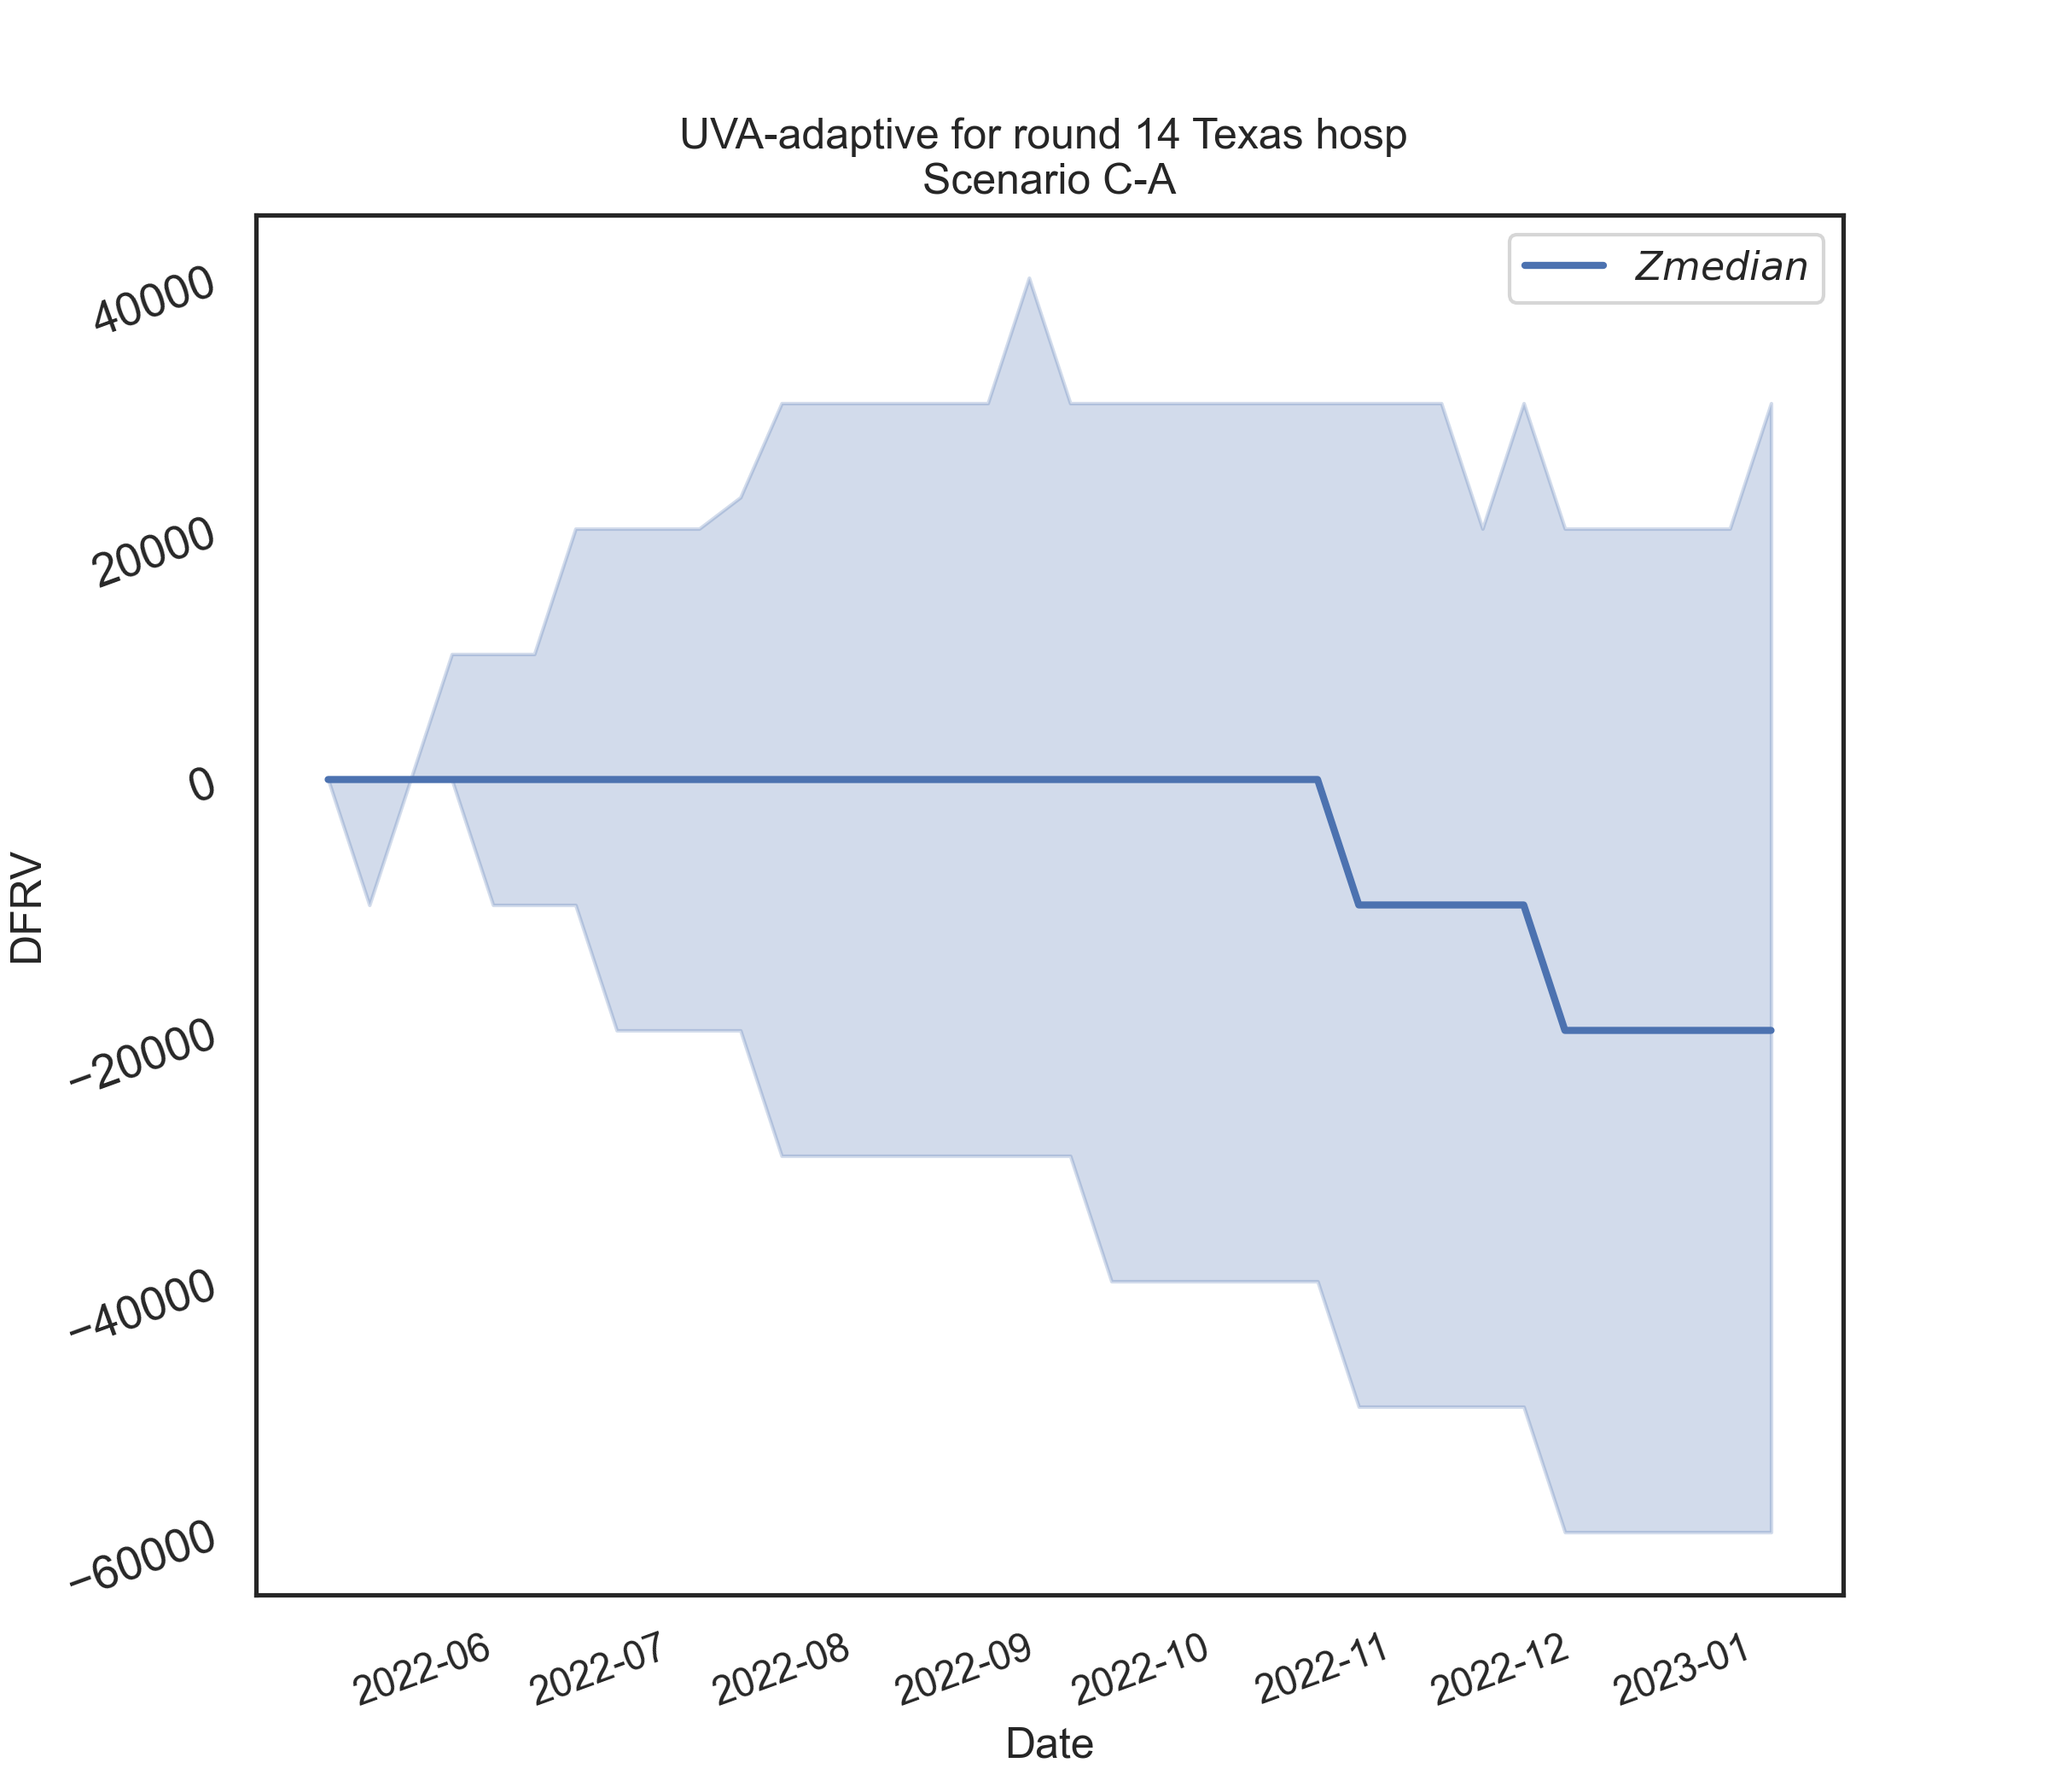 UVA-adaptive for round 14 Texas hosp
Scenario C-A
Zmedian
40000
20000
0
−20000
−40000
−60000
DFRV
2022-06
2022-07
2022-08
2022-09
2022-10
2022-11
2022-12
2023-01
Date